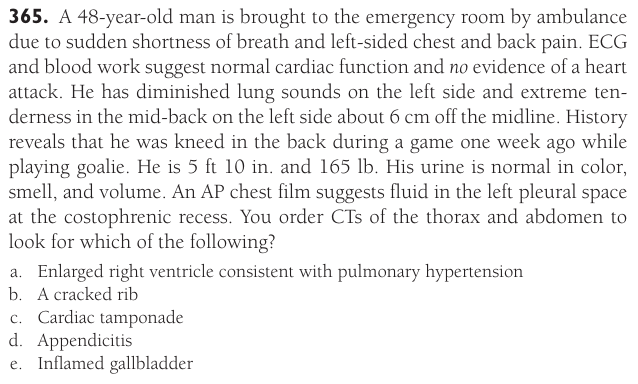 365. A 48-year-old man is brought to the emergency room by ambulance
due to sudden shortness of breath and left-sided chest and back pain. ECG
and blood work suggest normal cardiac function and no evidence of a heart
attack. He has diminished lung sounds on the left side and extreme ten-
derness in the mid-back on the left side about 6 cm off the midline. History
reveals that he was kneed in the back during a game one week ago while
playing goalie. He is 5 ft 10 in. and 165 lb. His urine is normal in color,
smell, and volume. An AP chest film suggests fluid in the left pleural space
at the costophrenic recess. You order CTs of the thorax and abdomen to
look for which of the following?
a. Enlarged right ventricle consistent with pulmonary hypertension
b. A cracked rib
c. Cardiac tamponade
d. Appendicitis
e. Inflamed gallbladder